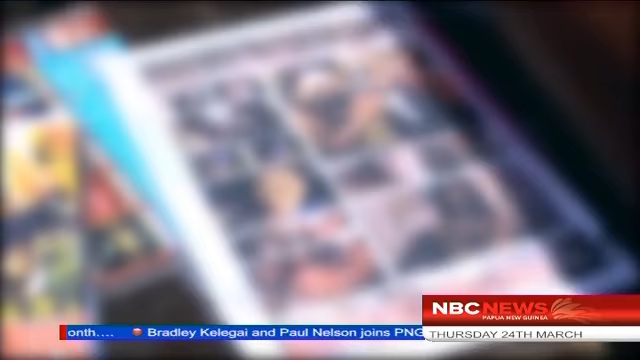 NBC NEWS
PAPUA NEW GUINEA
onth.... Bradley Kelegai and Paul Nelson joins PNG
THURSDAY 24TH MARCH